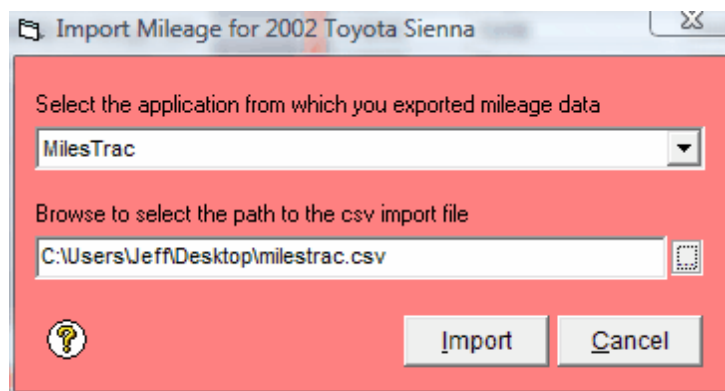 Import Mileage for 2002 Toyota Sienna
Select the application from which you exported mileage data
MilesTrac
Browse to select the path to the csv import file
C:\Users\Jeff\Desktop\milestrac.csv
? Import Cancel